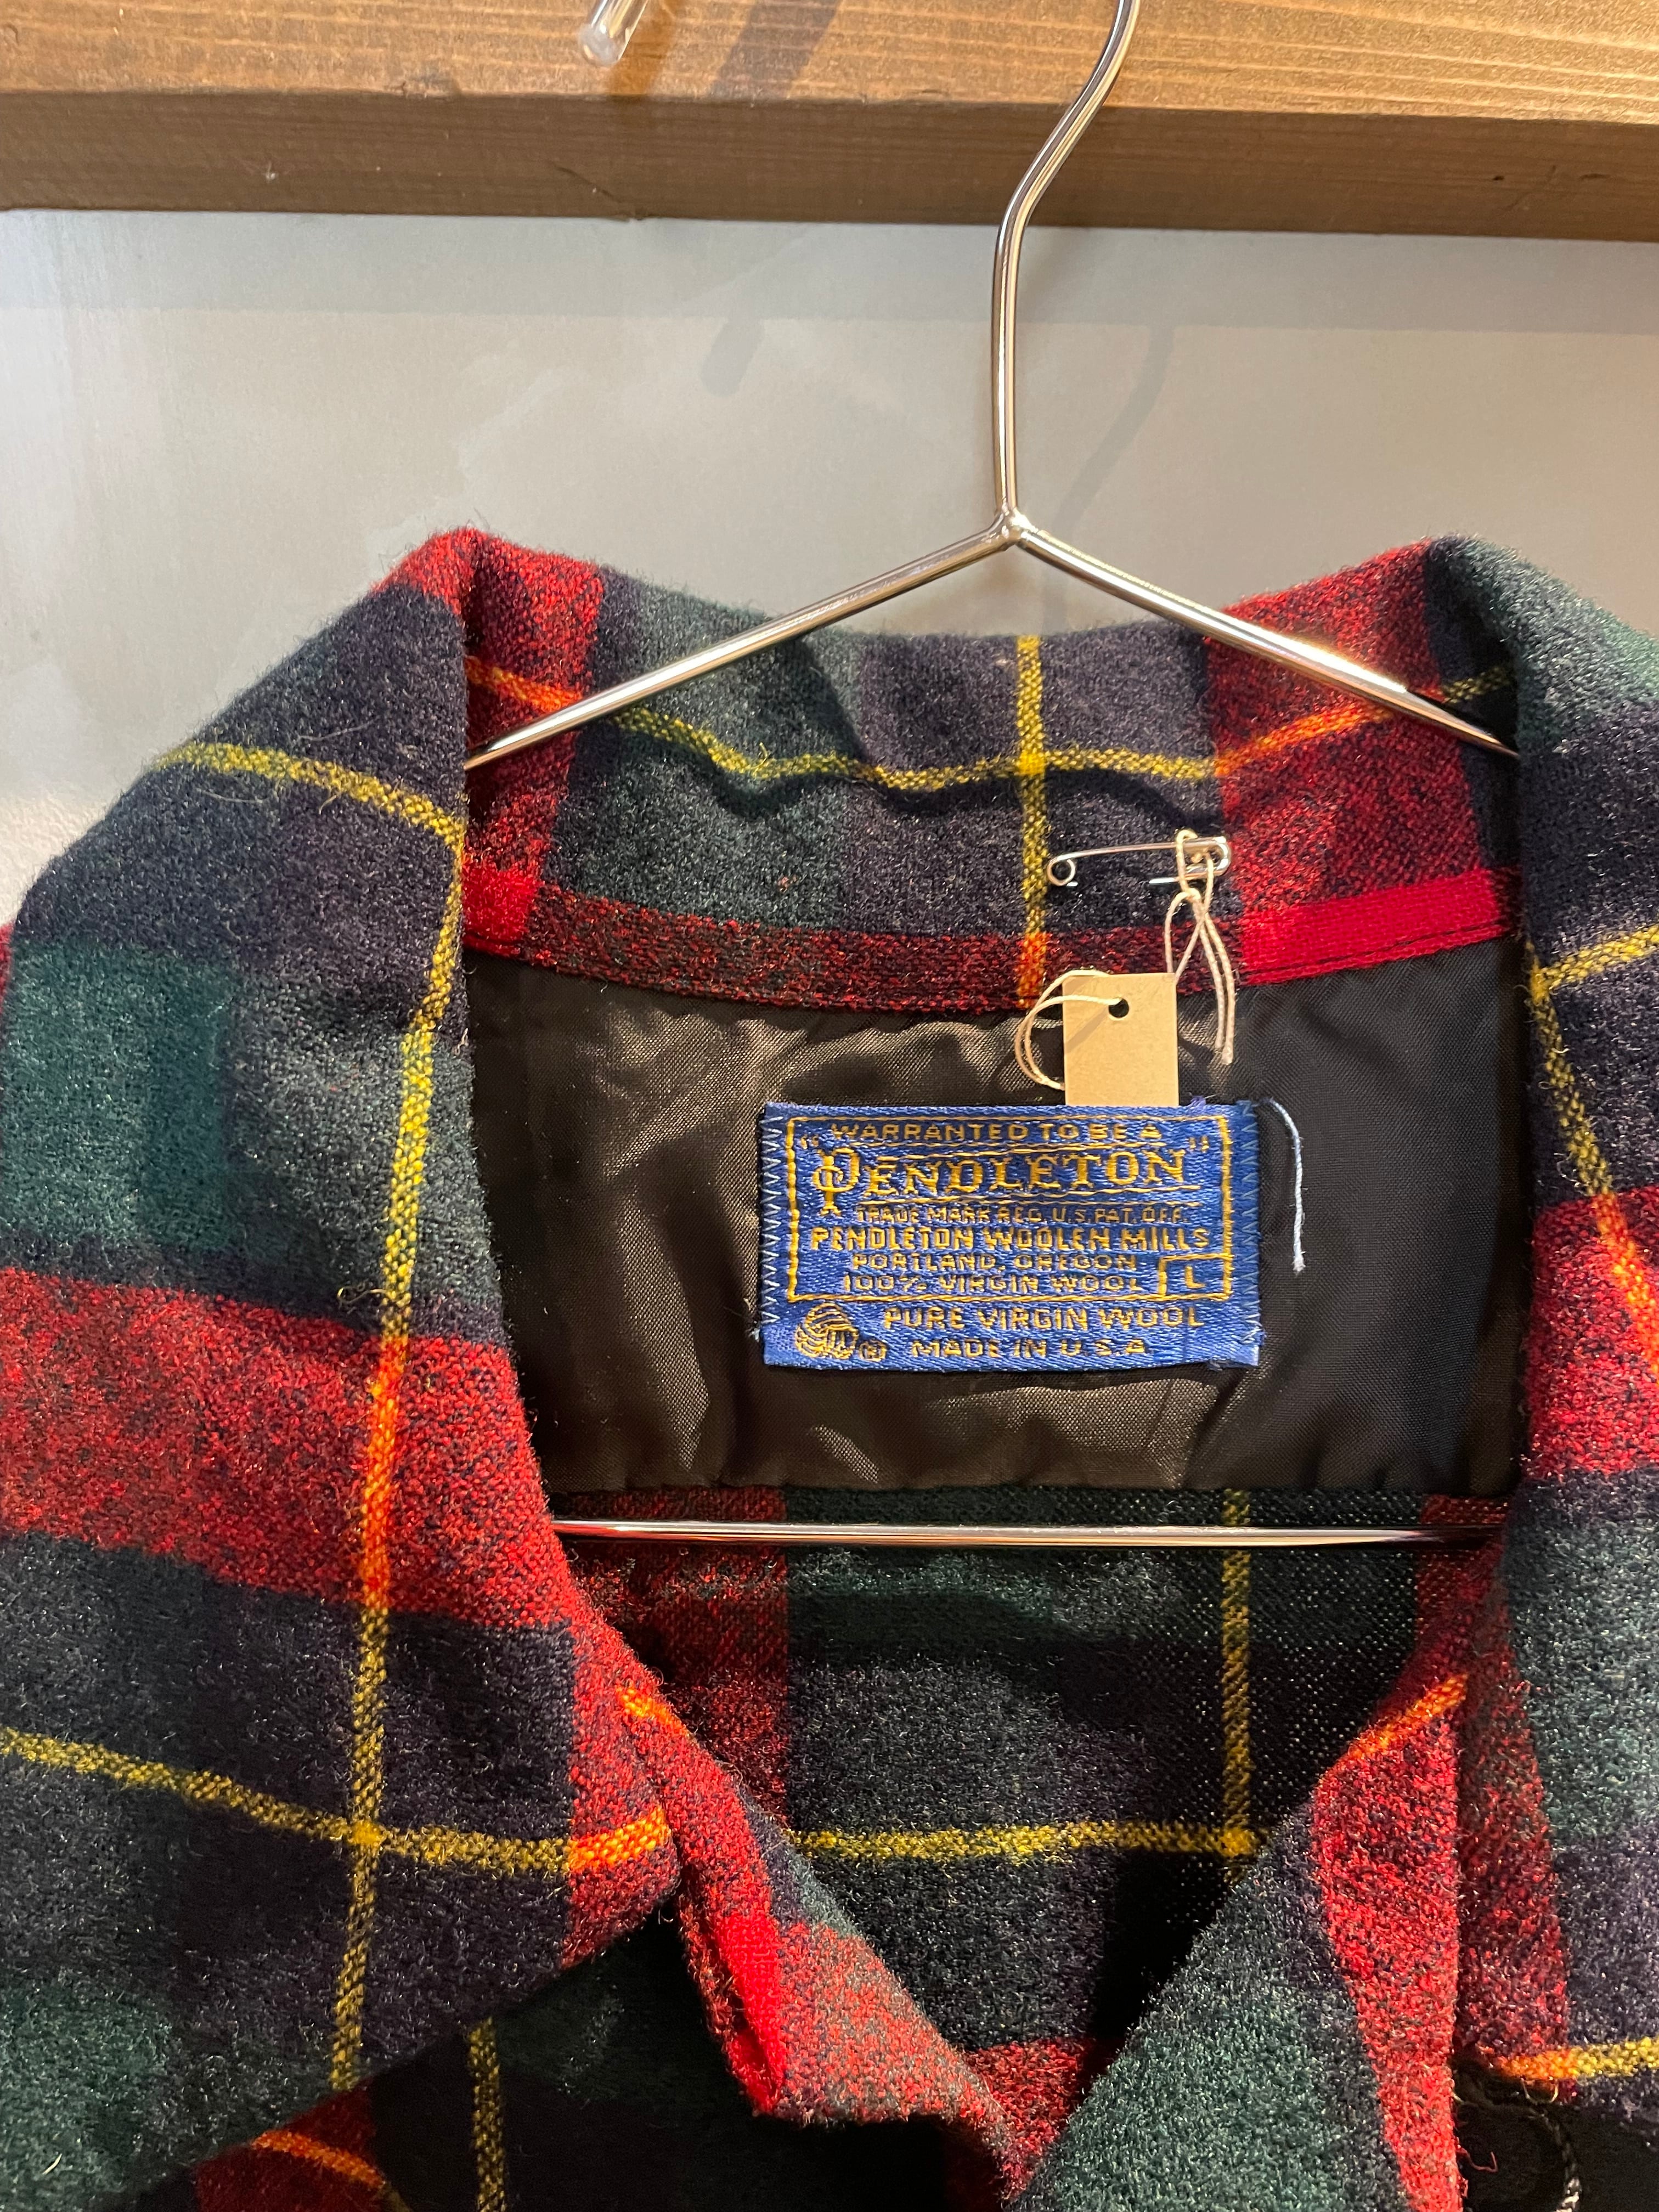 "WARRANTED TO BE A
PENDLETON"
TRADE MARK REG. U.S. PAT. OFF.
PENDLETON WOOLEN MILLS
PORTLAND, OREGON
100% VIRGIN WOOL L
PURE VIRGIN WOOL
® MADE IN U.S.A